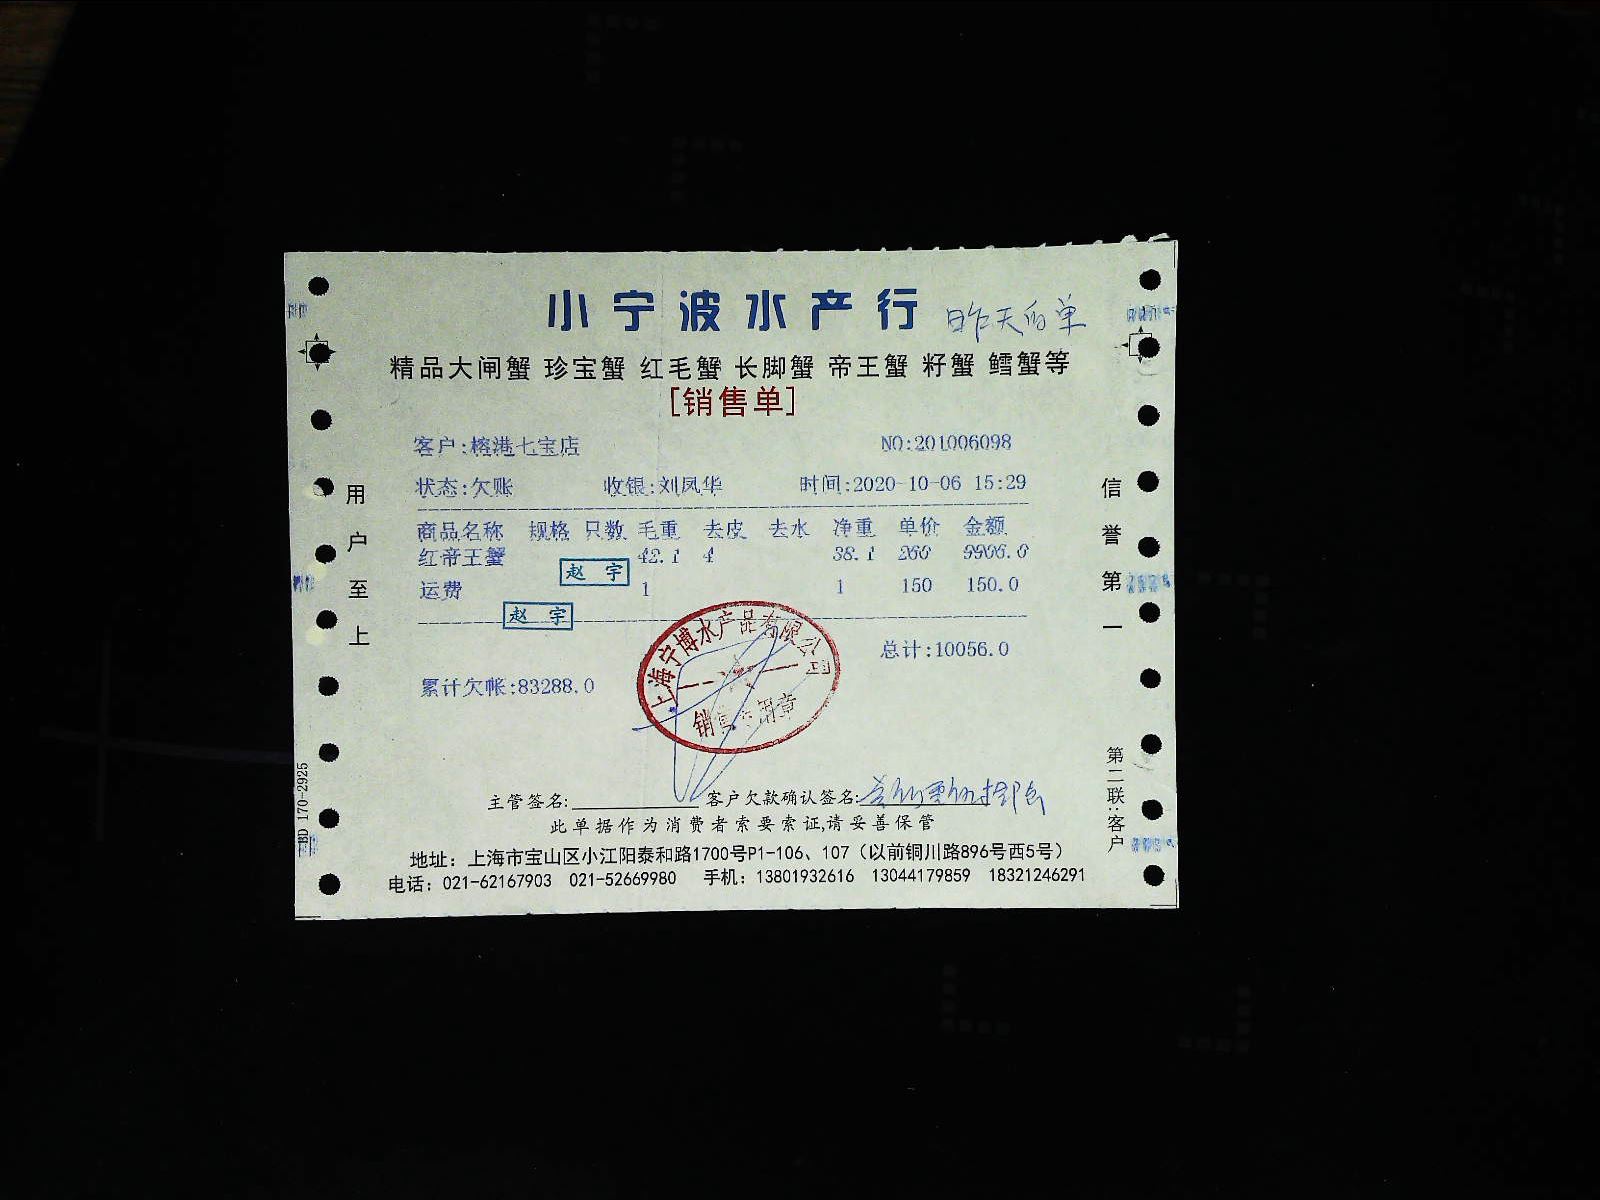 小宁波水产行 昨天的单
精品大闸蟹 珍宝蟹 红毛蟹 长脚蟹 帝王蟹 籽蟹 鳕蟹等
[销售单]
客户:榕港七宝店 NO:201006098
状态:欠账 收银:刘凤华 时间:2020-10-06 15:29
商品名称 规格 只数 毛重 去皮 去水 净重 单价 金额
红帝王蟹 42.1 4 38.1 260 9906.0
赵宇
运费 1 1 150 150.0
赵宇
总计:10056.0
累计欠帐:83288.0
上海宁博水产品有限公司
销售专用章
主管签名: 客户欠款确认签名:
此单据作为消费者索要索证,请妥善保管
地址：上海市宝山区小江阳泰和路1700号P1-106、107（以前铜川路896号西5号）
电话：021-62167903 021-52669980 手机：13801932616 13044179859 18321246291
用户至上
信誉第一
第二联:客户
BD 170-2925